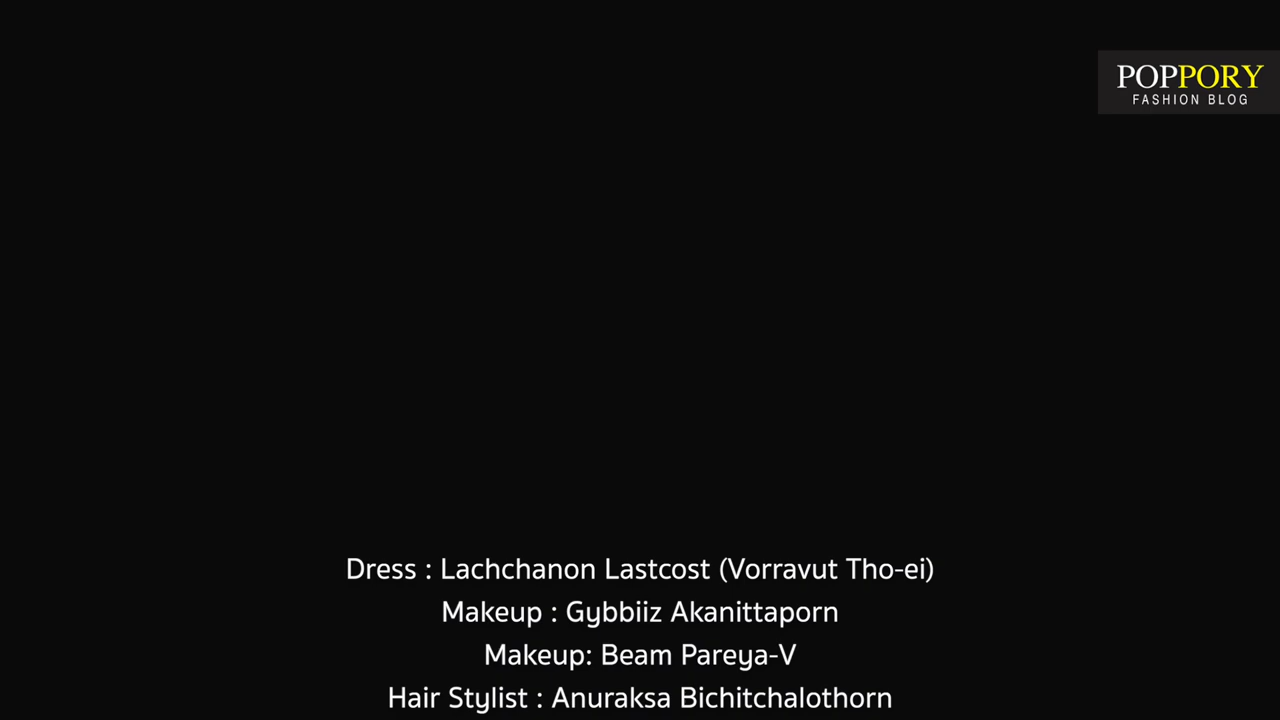 POPPORY
FASHION BLOG
Dress : Lachchanon Lastcost (Vorravut Tho-ei)
Makeup : Gybbiiz Akanittaporn
Makeup: Beam Pareya-V
Hair Stylist : Anuraksa Bichitchalothorn